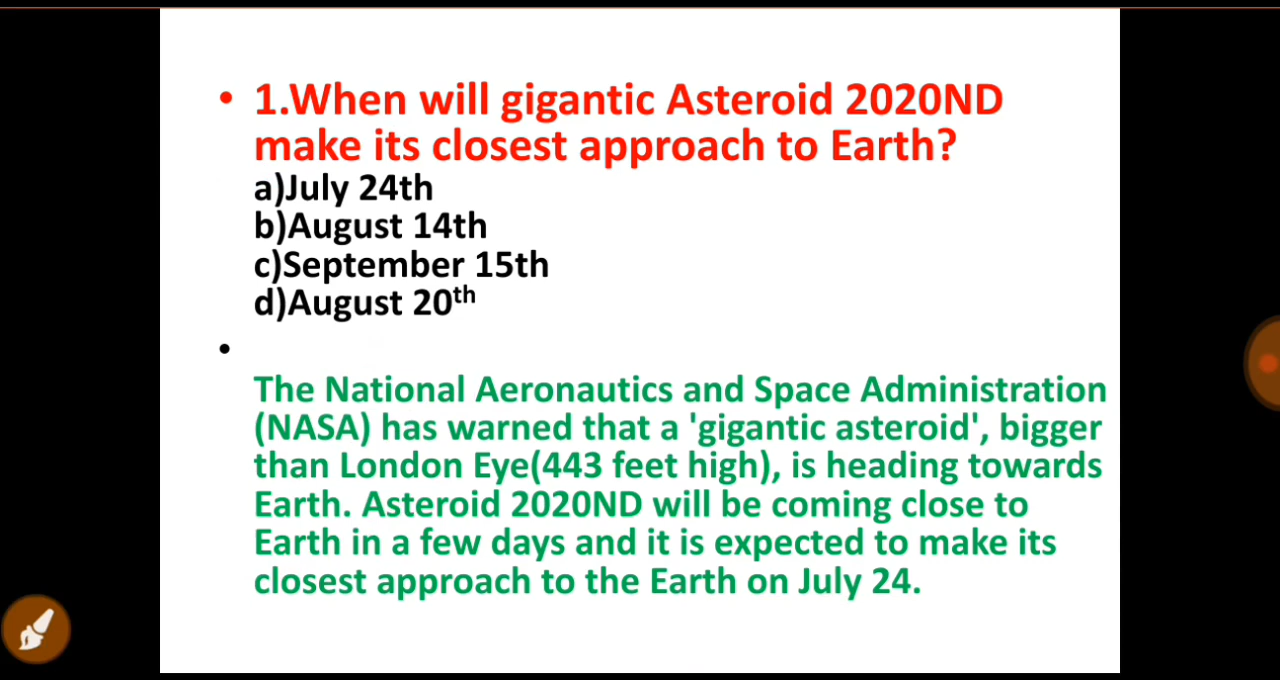 • 1.When will gigantic Asteroid 2020ND
make its closest approach to Earth?
a)July 24th
b)August 14th
c)September 15th
d)August 20th
•
The National Aeronautics and Space Administration
(NASA) has warned that a 'gigantic asteroid', bigger
than London Eye(443 feet high), is heading towards
Earth. Asteroid 2020ND will be coming close to
Earth in a few days and it is expected to make its
closest approach to the Earth on July 24.